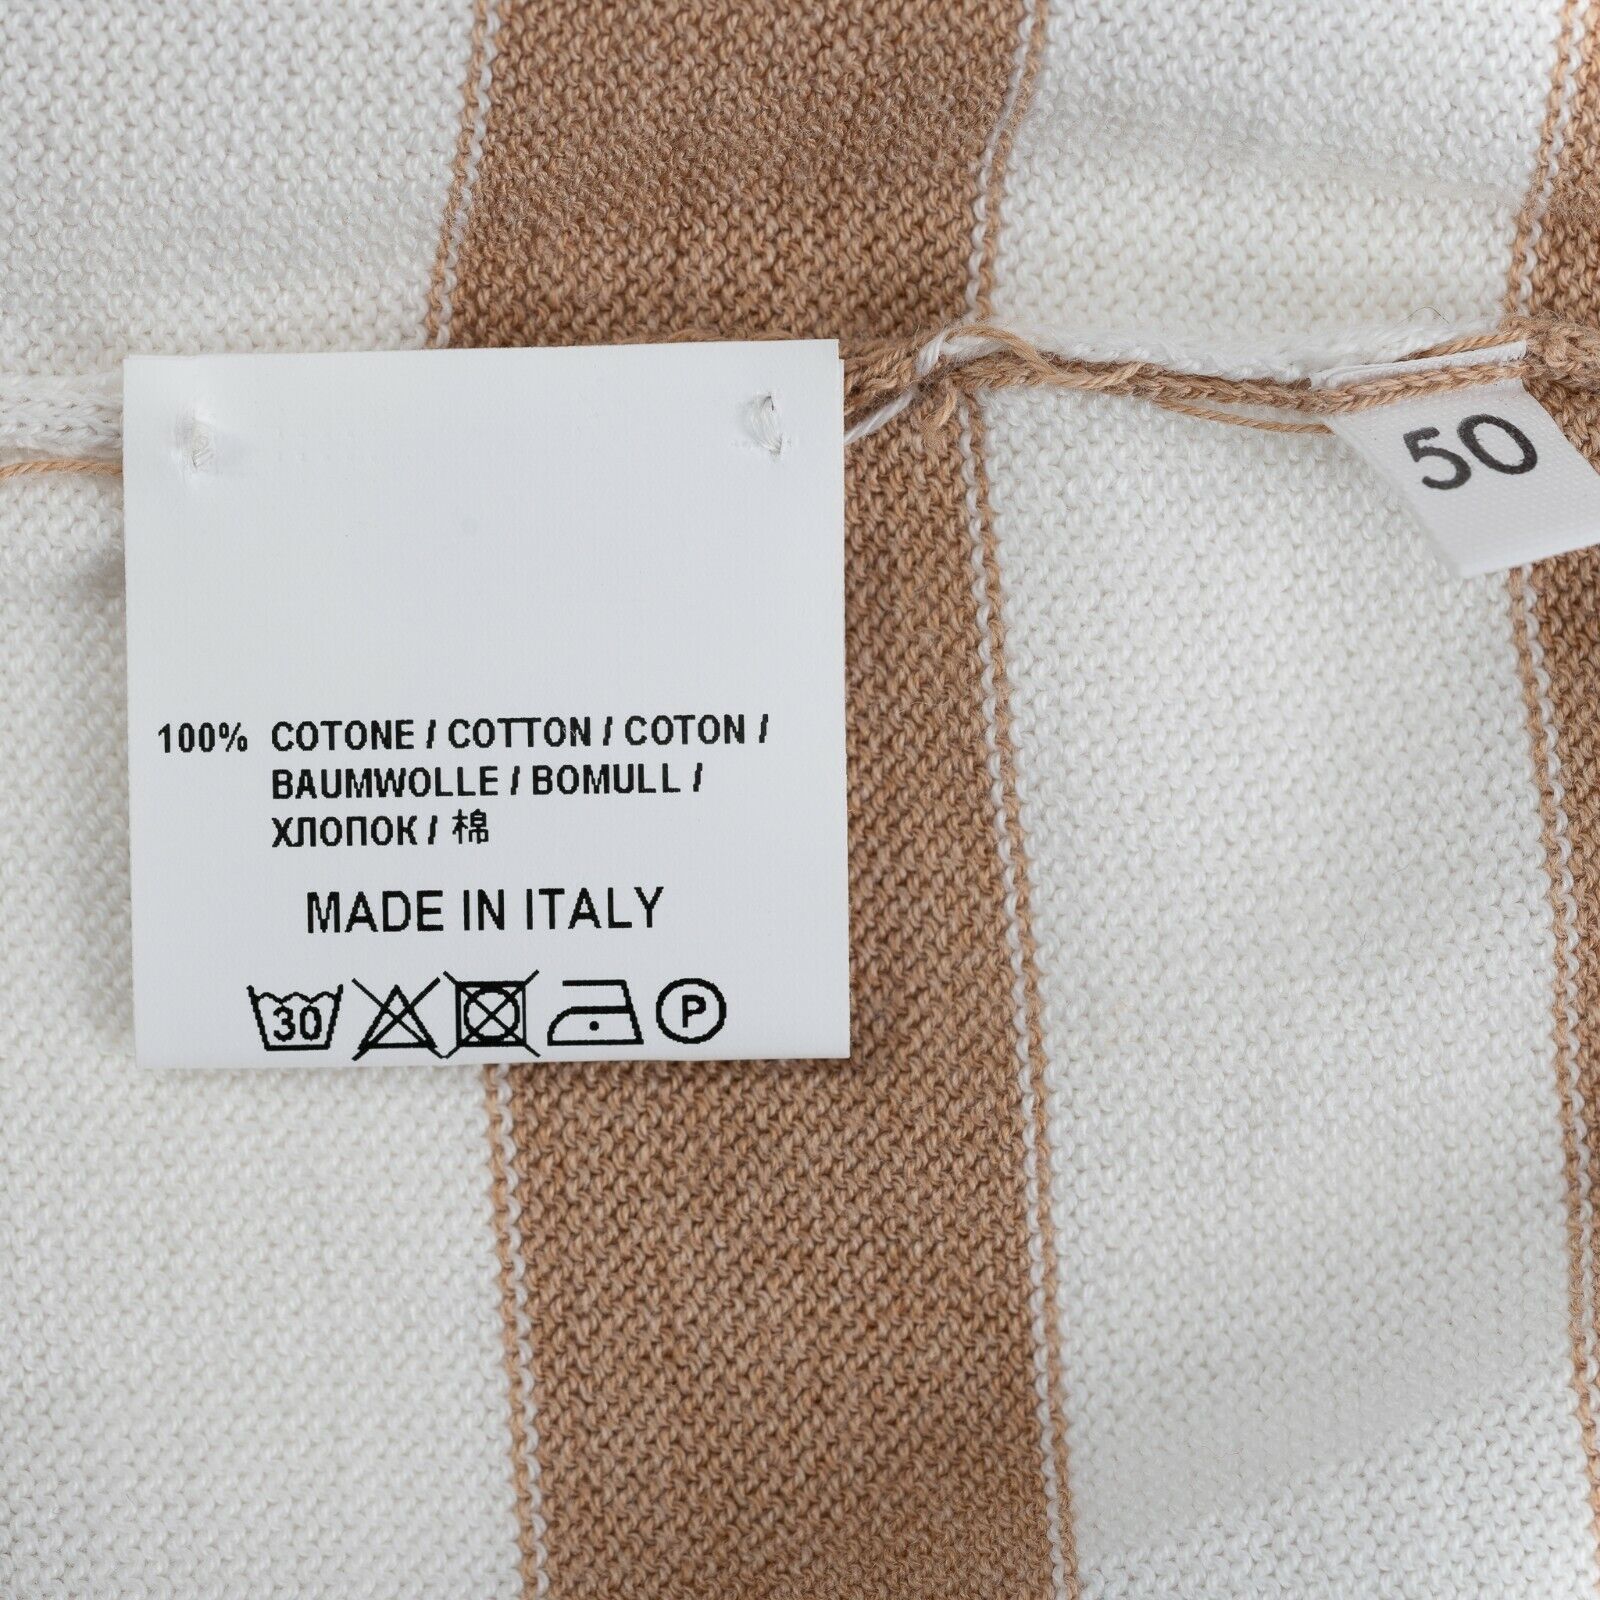 50
100% COTONE / COTTON / COTON /
BAUMWOLLE / BOMULL /
ХЛОПОК / 棉
MADE IN ITALY
30 P